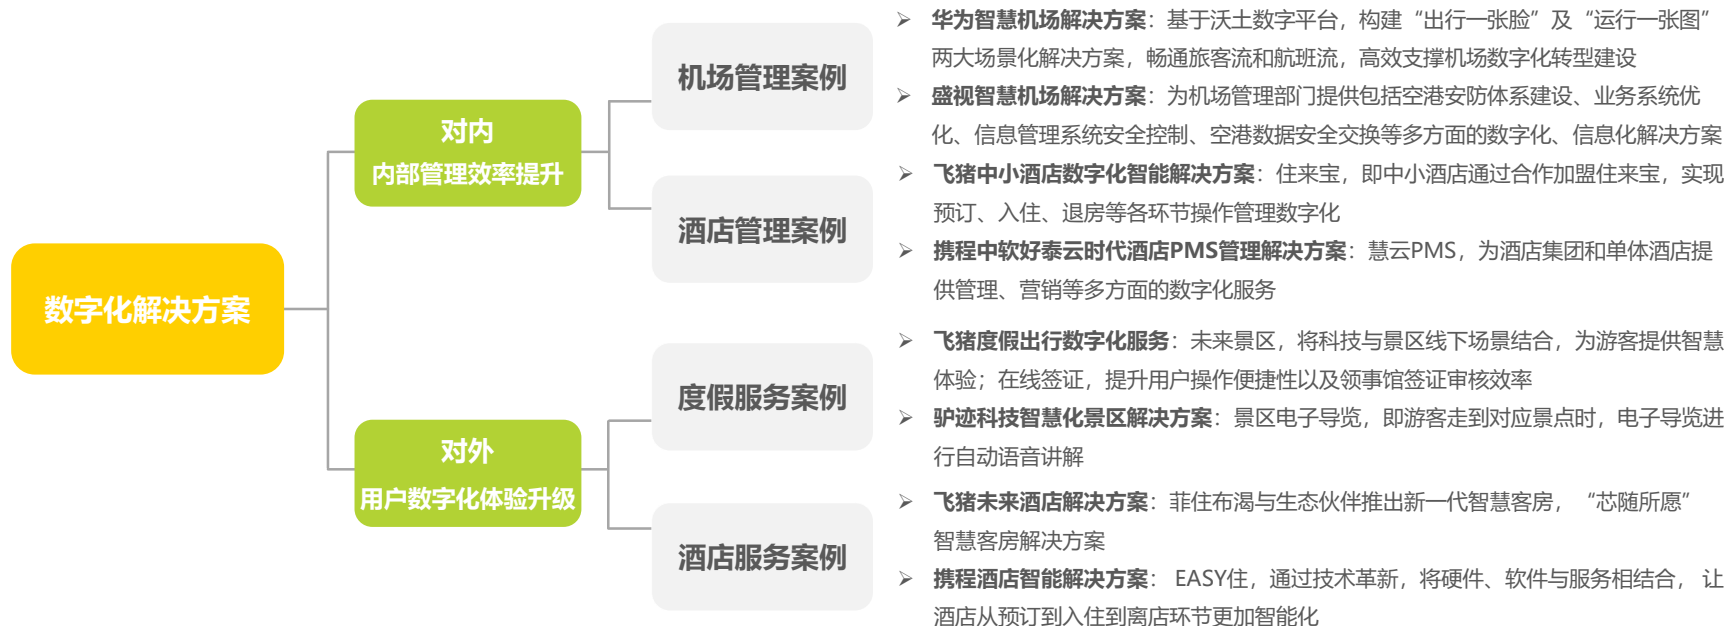 数字化解决方案
对内
内部管理效率提升
对外
用户数字化体验升级
机场管理案例
酒店管理案例
度假服务案例
酒店服务案例
➢ 华为智慧机场解决方案：基于沃土数字平台，构建“出行一张脸”及“运行一张图”
两大场景化解决方案，畅通旅客流和航班流，高效支撑机场数字化转型建设
➢ 盛视智慧机场解决方案：为机场管理部门提供包括空港安防体系建设、业务系统优
化、信息管理系统安全控制、空港数据安全交换等多方面的数字化、信息化解决方案
➢ 飞猪中小酒店数字化智能解决方案：住来宝，即中小酒店通过合作加盟住来宝，实现
预订、入住、退房等各环节操作管理数字化
➢ 携程中软好泰云时代酒店PMS管理解决方案：慧云PMS，为酒店集团和单体酒店提
供管理、营销等多方面的数字化服务
➢ 飞猪度假出行数字化服务：未来景区，将科技与景区线下场景结合，为游客提供智慧
体验；在线签证，提升用户操作便捷性以及领事馆签证审核效率
➢ 驴迹科技智慧化景区解决方案：景区电子导览，即游客走到对应景点时，电子导览进
行自动语音讲解
➢ 飞猪未来酒店解决方案：菲住布渴与生态伙伴推出新一代智慧客房，“芯随所愿”
智慧客房解决方案
➢ 携程酒店智能解决方案： EASY住，通过技术革新，将硬件、软件与服务相结合， 让
酒店从预订到入住到离店环节更加智能化